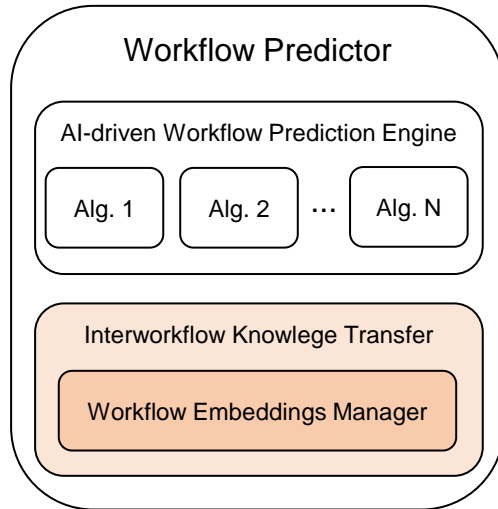 Workflow Predictor
AI-driven Workflow Prediction Engine
Alg. 1 Alg. 2 ... Alg. N
Interworkflow Knowlege Transfer
Workflow Embeddings Manager